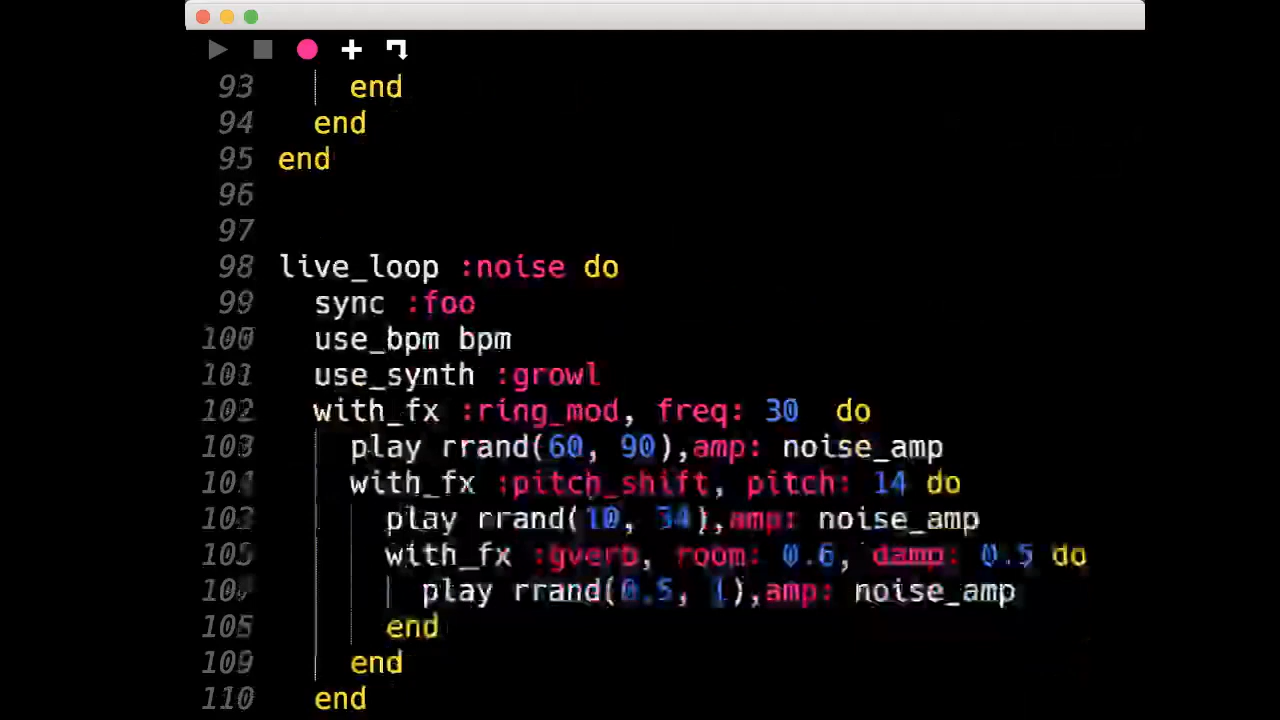 93 end
94 end
95 end
96
97
98 live_loop :noise do
99 sync :foo
100 use_bpm bpm
101 use_synth :growl
102 with_fx :ring_mod, freq: 30 do
103 play rrand(60, 90),amp: noise_amp
with_fx :pitch_shift, pitch: 14 do
play rrand(10, 34),amp: noise_amp
with_fx :gverb, room: 0.6, damp: 0.5 do
play rrand(0.5, 1),amp: noise_amp
end
109 end
110 end